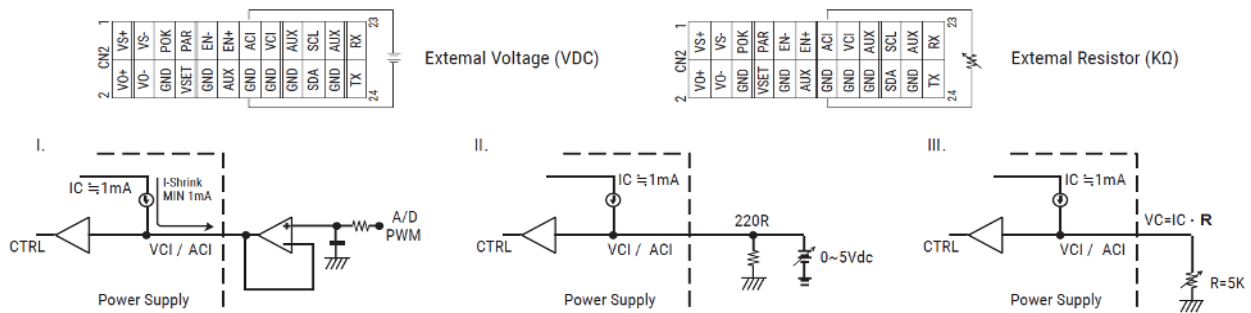 1
23
CN2
VS+ VS- POK PAR EN- EN+ ACI VCI AUX SCL AUX RX
VO+ VO- GND VSET GND AUX GND GND GND SDA GND TX
2
24
External Voltage (VDC)
1
23
CN2
VS+ VS- POK PAR EN- EN+ ACI VCI AUX SCL AUX RX
VO+ VO- GND VSET GND AUX GND GND GND SDA GND TX
2
24
External Resistor (KΩ)
I.
IC ≒ 1mA
I-Shrink
MIN 1mA
A/D
PWM
CTRL
VCI / ACI
Power Supply
II.
IC ≒ 1mA
220R
CTRL
VCI / ACI
0~5Vdc
Power Supply
III.
IC ≒ 1mA
VC=IC · R
CTRL
VCI / ACI
R=5K
Power Supply